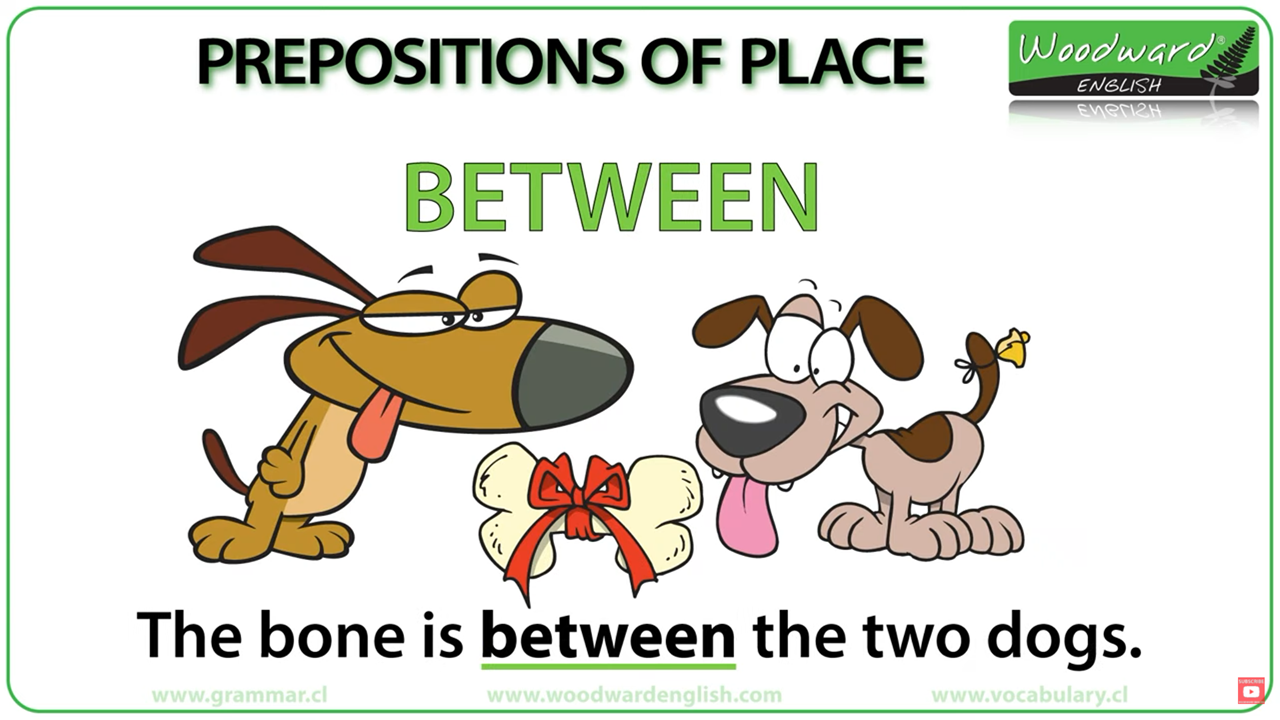 PREPOSITIONS OF PLACE
Woodward®
ENGLISH
BETWEEN
The bone is between the two dogs.
www.grammar.cl
www.woodwardenglish.com
www.vocabulary.cl
SUBSCRIBE